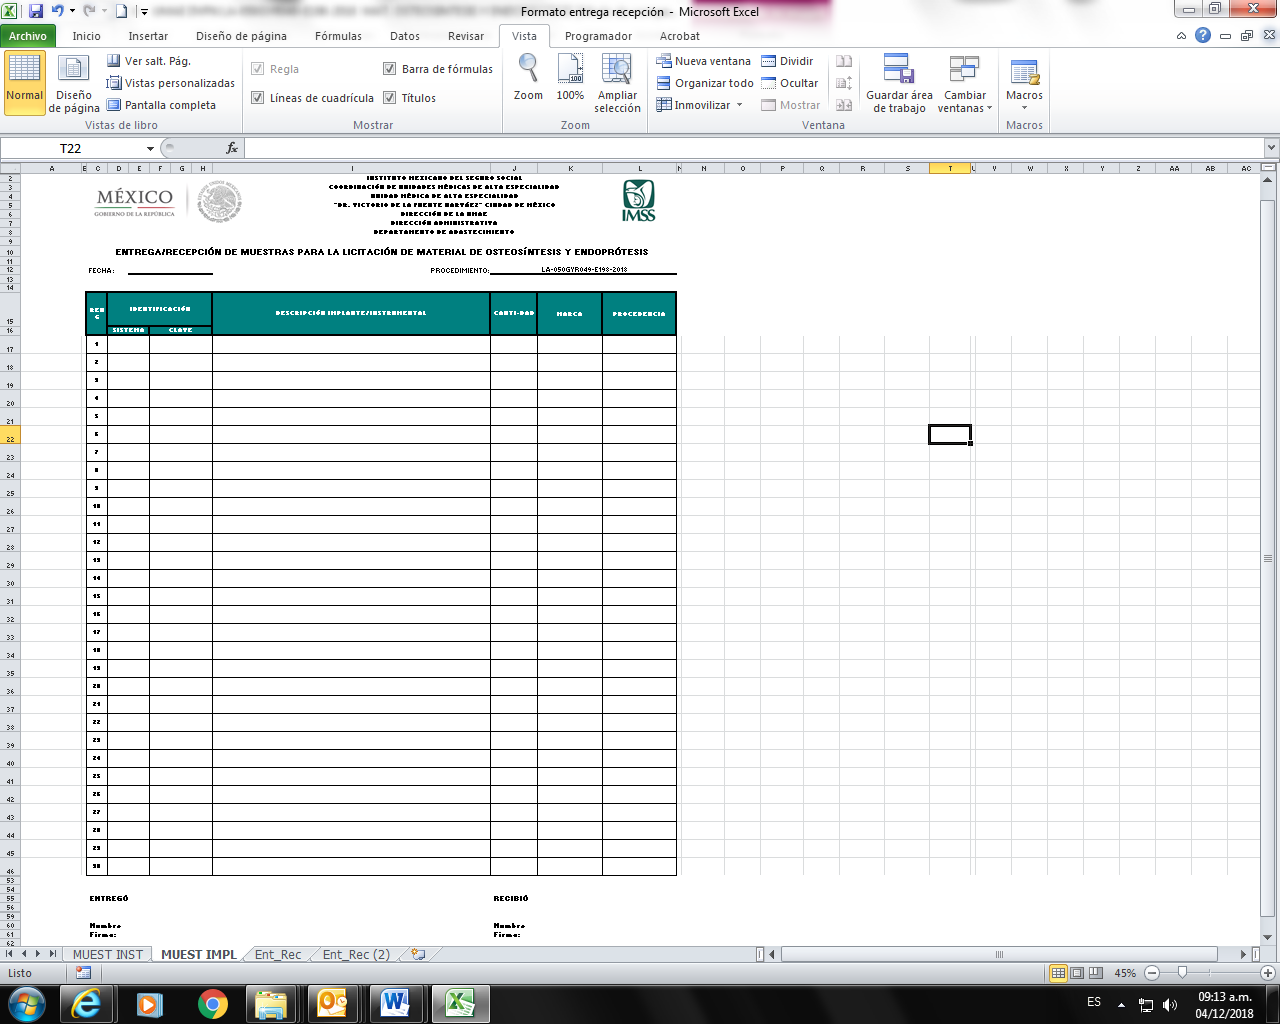 Formato entrega recepción - Microsoft Excel
Archivo Inicio Insertar Diseño de página Fórmulas Datos Revisar Vista Programador Acrobat
Normal Diseño de página Ver salt. Pág. Vistas personalizadas Pantalla completa
Regla Barra de fórmulas Líneas de cuadrícula Títulos
Zoom 100% Ampliar selección
Nueva ventana Organizar todo Inmovilizar Dividir Ocultar Mostrar
Guardar área de trabajo Cambiar ventanas Macros
Vistas de libro Mostrar Zoom Ventana Macros
T22 fx
A B C D E F G H I J K L M N O P Q R S T U V W X Y Z AA AB AC
MÉXICO
GOBIERNO DE LA REPÚBLICA
INSTITUTO MEXICANO DEL SEGURO SOCIAL
COORDINACIÓN DE UNIDADES MÉDICAS DE ALTA ESPECIALIDAD
UNIDAD MÉDICA DE ALTA ESPECIALIDAD
"DR. VICTORIO DE LA FUENTE NARVÁEZ" CIUDAD DE MÉXICO
DIRECCIÓN DE LA UMAE
DIRECCIÓN ADMINISTRATIVA
DEPARTAMENTO DE ABASTECIMIENTO
IMSS
ENTREGA/RECEPCIÓN DE MUESTRAS PARA LA LICITACIÓN DE MATERIAL DE OSTEOSÍNTESIS Y ENDOPRÓTESIS
FECHA: PROCEDIMIENTO: LA-050GYR049-E198-2018
IDENTIFICACIÓN DESCRIPCIÓN IMPLANTE/INSTRUMENTAL CANTI-DAD MARCA PROCEDENCIA
SISTEMA CLAVE
1
2
3
4
5
6
7
8
9
10
11
12
13
14
15
16
17
18
19
20
21
22
23
24
25
26
27
28
29
30
ENTREGÓ RECIBIÓ
Nombre Nombre
Firma: Firma:
MUEST INST MUEST IMPL Ent_Rec Ent_Rec (2)
Listo 45%
ES 09:13 a.m.
04/12/2018